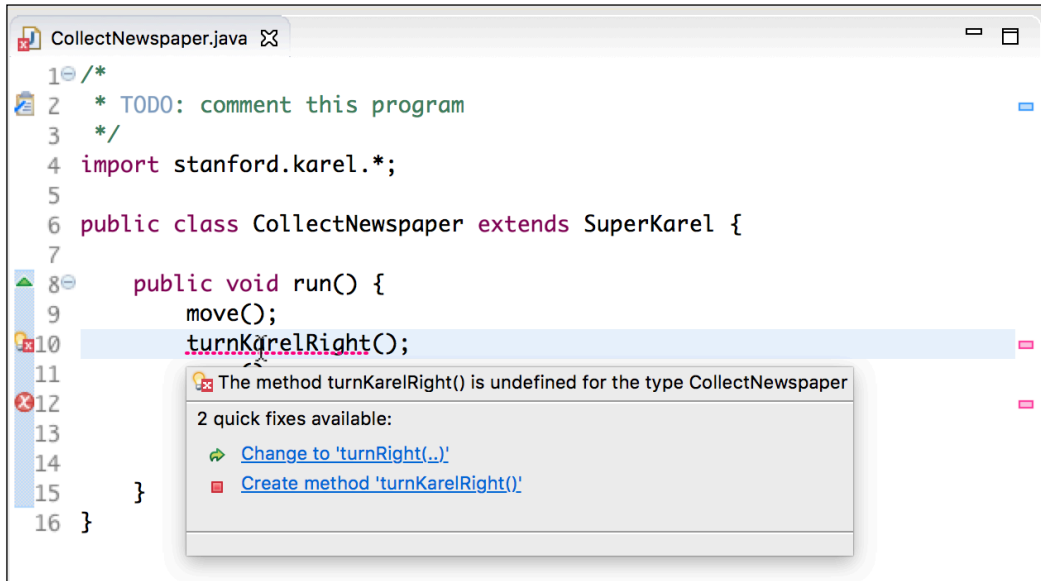 CollectNewspaper.java
1 /*
2  * TODO: comment this program
3  */
4 import stanford.karel.*;
5
6 public class CollectNewspaper extends SuperKarel {
7
8     public void run() {
9         move();
10         turnKarelRight();
11
The method turnKarelRight() is undefined for the type CollectNewspaper
12
2 quick fixes available:
13
Change to 'turnRight(..)'
14
Create method 'turnKarelRight()'
15     }
16 }